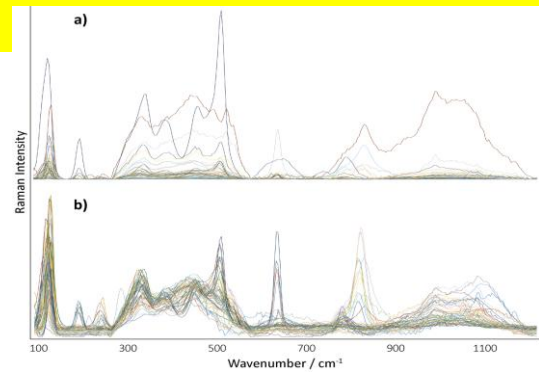 a)
Raman Intensity
b)
100 300 500 700 900 1100
Wavenumber / cm⁻¹